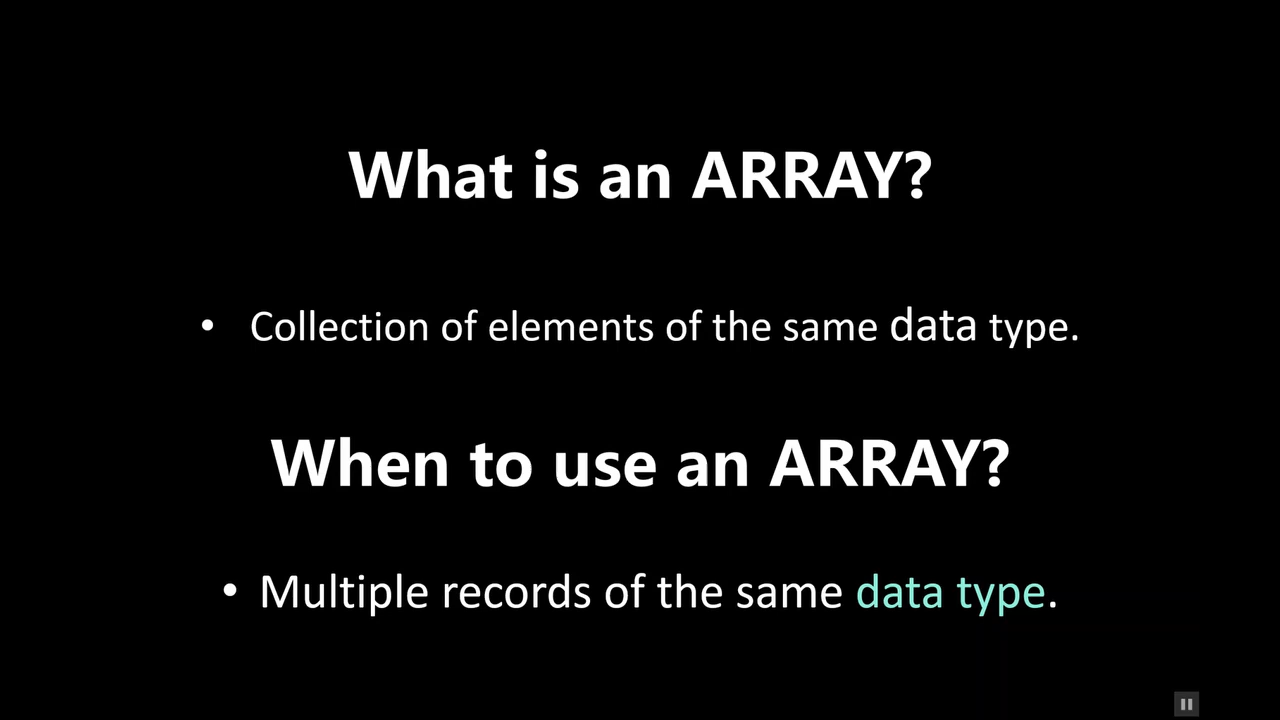 What is an ARRAY?
• Collection of elements of the same data type.
When to use an ARRAY?
• Multiple records of the same data type.